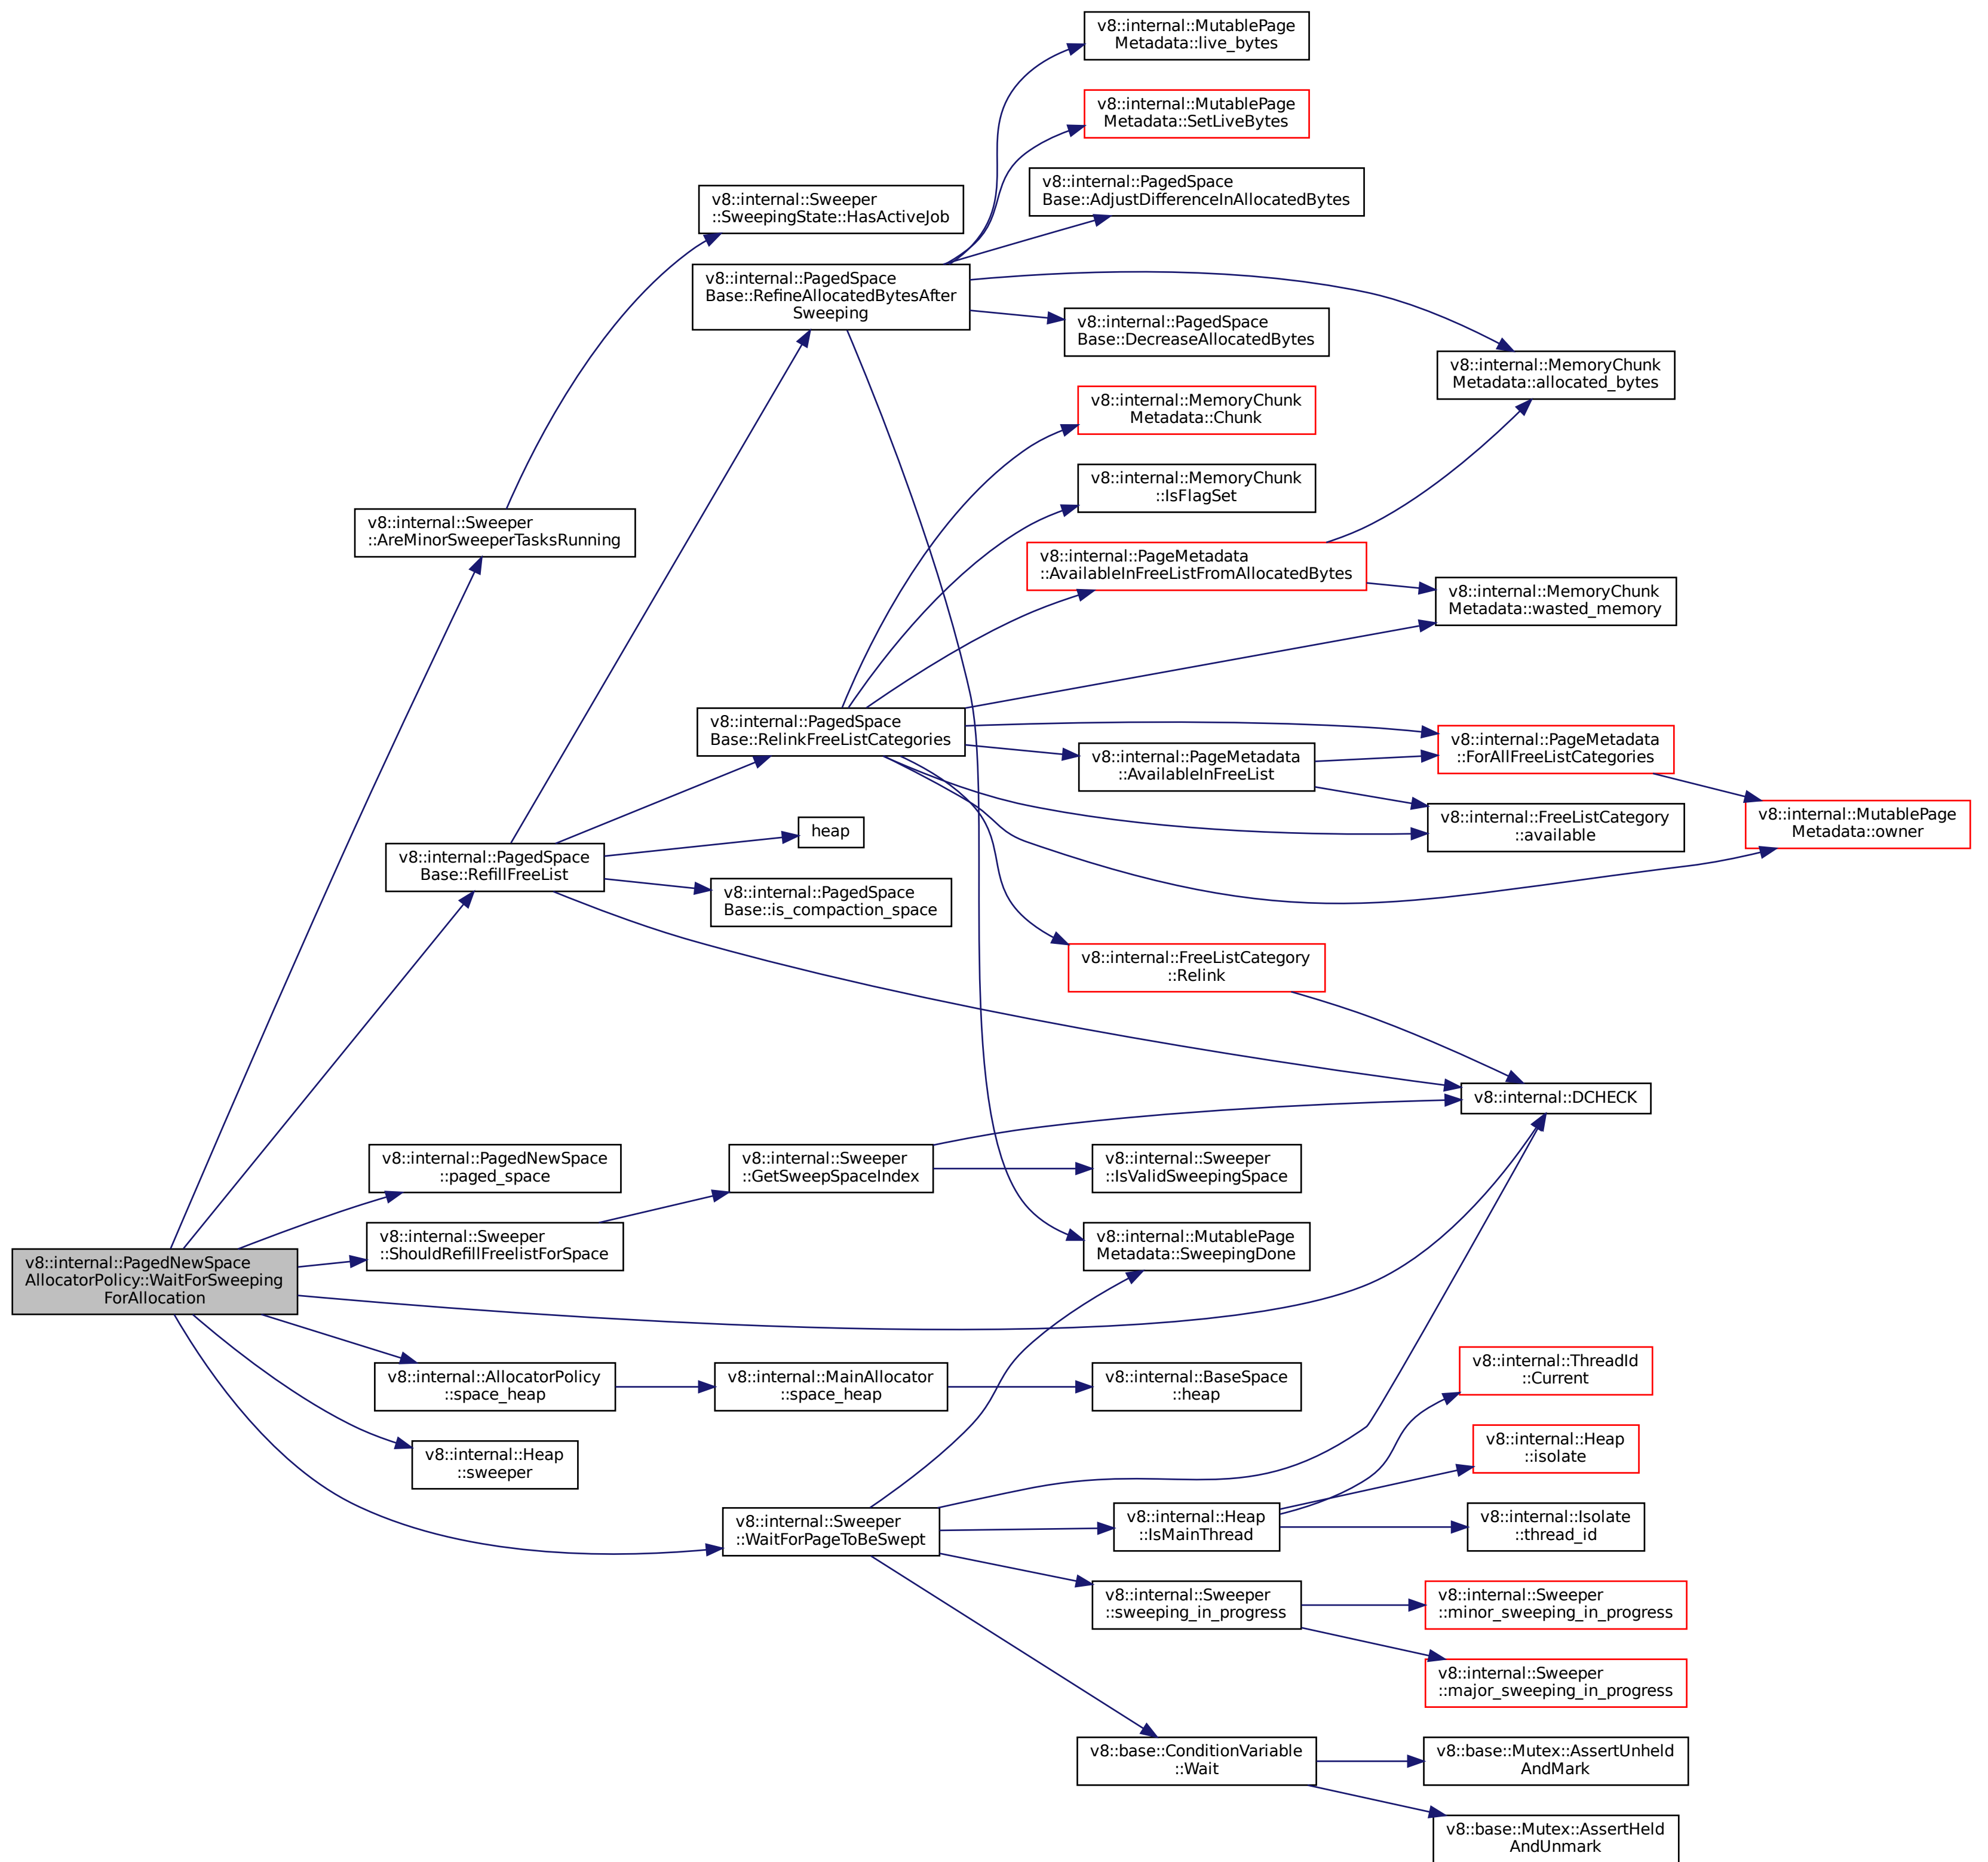 v8::internal::MutablePage
Metadata::live_bytes
v8::internal::MutablePage
Metadata::SetLiveBytes
v8::internal::PagedSpace
Base::AdjustDifferenceInAllocatedBytes
v8::internal::Sweeper
::SweepingState::HasActiveJob
v8::internal::PagedSpace
Base::RefineAllocatedBytesAfter
Sweeping
v8::internal::PagedSpace
Base::DecreaseAllocatedBytes
v8::internal::MemoryChunk
Metadata::allocated_bytes
v8::internal::MemoryChunk
Metadata::Chunk
v8::internal::MemoryChunk
::IsFlagSet
v8::internal::Sweeper
::AreMinorSweeperTasksRunning
v8::internal::PageMetadata
::AvailableInFreeListFromAllocatedBytes
v8::internal::MemoryChunk
Metadata::wasted_memory
v8::internal::PagedSpace
Base::RelinkFreeListCategories
v8::internal::PageMetadata
::ForAllFreeListCategories
v8::internal::PageMetadata
::AvailableInFreeList
v8::internal::FreeListCategory
::available
v8::internal::MutablePage
Metadata::owner
heap
v8::internal::PagedSpace
Base::RefillFreeList
v8::internal::PagedSpace
Base::is_compaction_space
v8::internal::FreeListCategory
::Relink
v8::internal::DCHECK
v8::internal::PagedNewSpace
::paged_space
v8::internal::Sweeper
::GetSweepSpaceIndex
v8::internal::Sweeper
::IsValidSweepingSpace
v8::internal::Sweeper
::ShouldRefillFreelistForSpace
v8::internal::MutablePage
Metadata::SweepingDone
v8::internal::PagedNewSpace
AllocatorPolicy::WaitForSweeping
ForAllocation
v8::internal::AllocatorPolicy
::space_heap
v8::internal::MainAllocator
::space_heap
v8::internal::BaseSpace
::heap
v8::internal::ThreadId
::Current
v8::internal::Heap
::sweeper
v8::internal::Heap
::isolate
v8::internal::Sweeper
::WaitForPageToBeSwept
v8::internal::Heap
::IsMainThread
v8::internal::Isolate
::thread_id
v8::internal::Sweeper
::sweeping_in_progress
v8::internal::Sweeper
::minor_sweeping_in_progress
v8::internal::Sweeper
::major_sweeping_in_progress
v8::base::ConditionVariable
::Wait
v8::base::Mutex::AssertUnheld
AndMark
v8::base::Mutex::AssertHeld
AndUnmark